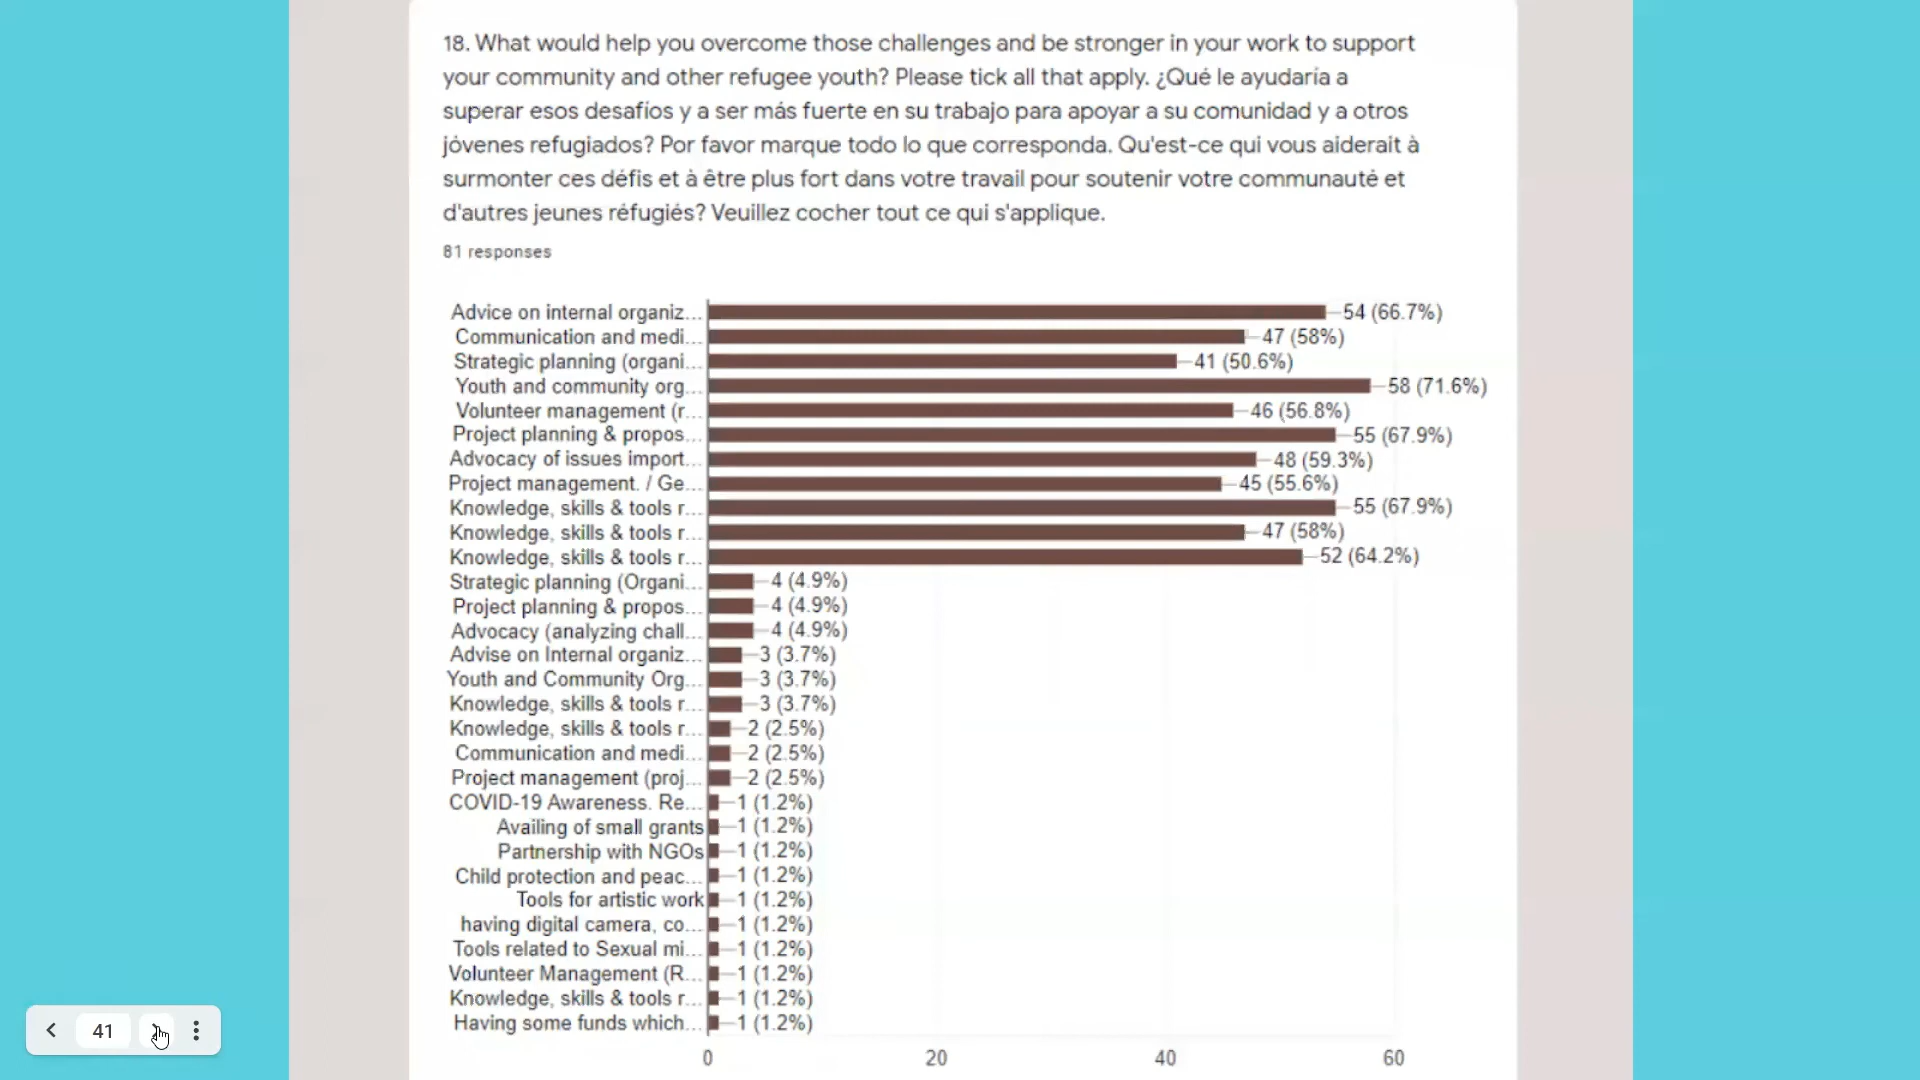 18. What would help you overcome those challenges and be stronger in your work to support
your community and other refugee youth? Please tick all that apply. ¿Qué le ayudaría a
superar esos desafíos y a ser más fuerte en su trabajo para apoyar a su comunidad y a otros
jóvenes refugiados? Por favor marque todo lo que corresponda. Qu'est-ce qui vous aiderait à
surmonter ces défis et à être plus fort dans votre travail pour soutenir votre communauté et
d'autres jeunes réfugiés? Veuillez cocher tout ce qui s'applique.
81 responses
Advice on internal organiz... 54 (66.7%)
Communication and medi... 47 (58%)
Strategic planning (organi... 41 (50.6%)
Youth and community org... 58 (71.6%)
Volunteer management (r... 46 (56.8%)
Project planning & propos... 55 (67.9%)
Advocacy of issues import... 48 (59.3%)
Project management. / Ge... 45 (55.6%)
Knowledge, skills & tools r... 55 (67.9%)
Knowledge, skills & tools r... 47 (58%)
Knowledge, skills & tools r... 52 (64.2%)
Strategic planning (Organi... 4 (4.9%)
Project planning & propos... 4 (4.9%)
Advocacy (analyzing chall... 4 (4.9%)
Advise on Internal organiz... 3 (3.7%)
Youth and Community Org... 3 (3.7%)
Knowledge, skills & tools r... 3 (3.7%)
Knowledge, skills & tools r... 2 (2.5%)
Communication and medi... 2 (2.5%)
Project management (proj... 2 (2.5%)
COVID-19 Awareness. Re... 1 (1.2%)
Availing of small grants 1 (1.2%)
Partnership with NGOs 1 (1.2%)
Child protection and peac... 1 (1.2%)
Tools for artistic work 1 (1.2%)
having digital camera, co... 1 (1.2%)
Tools related to Sexual mi... 1 (1.2%)
Volunteer Management (R... 1 (1.2%)
Knowledge, skills & tools r... 1 (1.2%)
Having some funds which... 1 (1.2%)
0 20 40 60
41